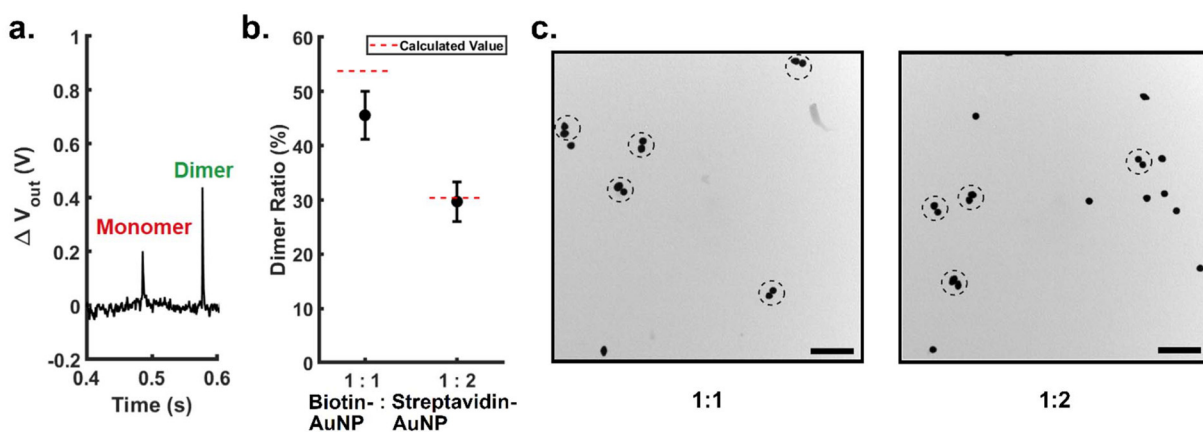 a.
Δ Vout (V)
1
0.8
0.6
0.4
0.2
0
-0.2
Monomer
Dimer
0.4 0.5 0.6
Time (s)
b.
Dimer Ratio (%)
60
50
40
30
20
10
0
Calculated Value
1 : 1 1 : 2
Biotin- : Streptavidin-
AuNP AuNP
c.
1:1
1:2